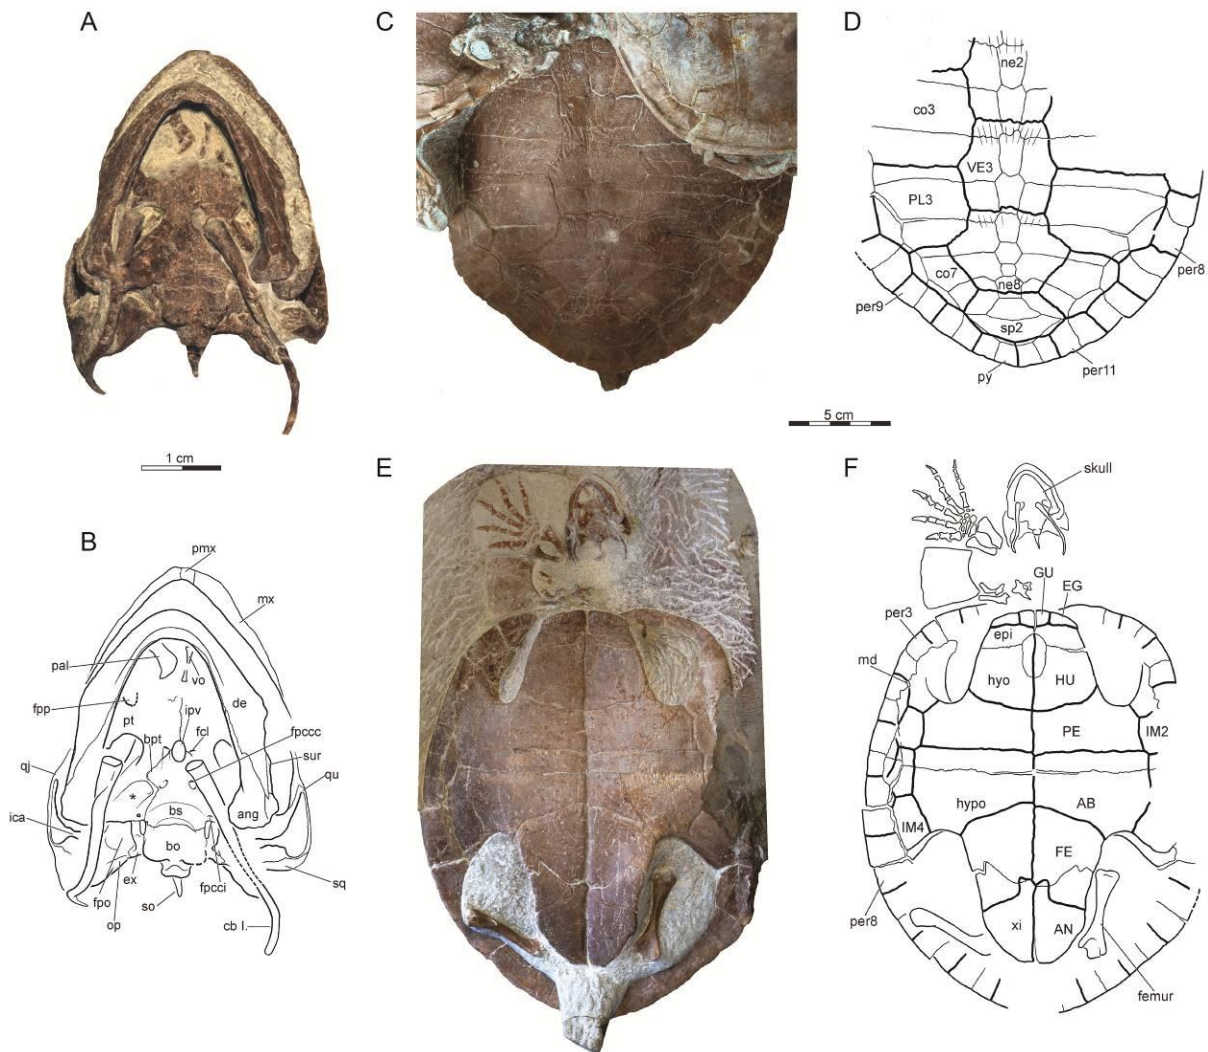 A
C
D
ne2
co3
VE3
PL3
per8
co7
ne8
per9
sp2
py
per11
5 cm
1 cm
E
F
skull
B
pmx
mx
pal
vo
fpp
de
ipv
pt
fcl
bpt
fpccc
sur
qj
qu
*
bs
ang
ica
bo
ex
fpcci
sq
fpo
so
op
cb I.
GU
EG
per3
epi
md
hyo
HU
PE
IM2
hypo
AB
IM4
FE
per8
xi
AN
femur